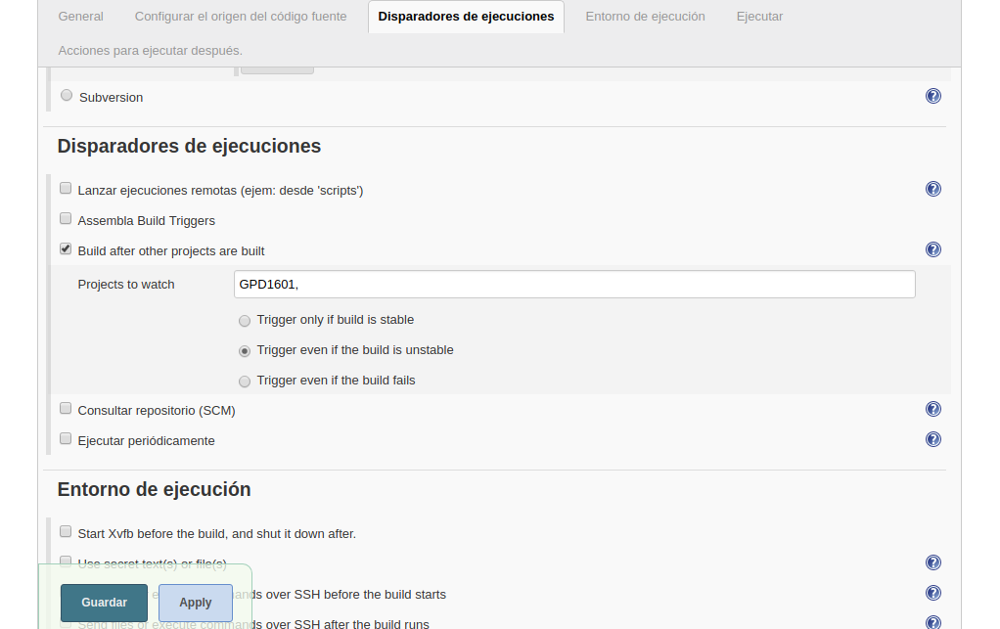 General Configurar el origen del código fuente Disparadores de ejecuciones Entorno de ejecución Ejecutar
Acciones para ejecutar después.
Subversion
Disparadores de ejecuciones
Lanzar ejecuciones remotas (ejem: desde 'scripts')
Assembla Build Triggers
Build after other projects are built
Projects to watch GPD1601,
Trigger only if build is stable
Trigger even if the build is unstable
Trigger even if the build fails
Consultar repositorio (SCM)
Ejecutar periódicamente
Entorno de ejecución
Start Xvfb before the build, and shut it down after.
Use secret text(s) or file(s)
over SSH before the build starts
Guardar Apply
Send files or execute commands over SSH after the build runs